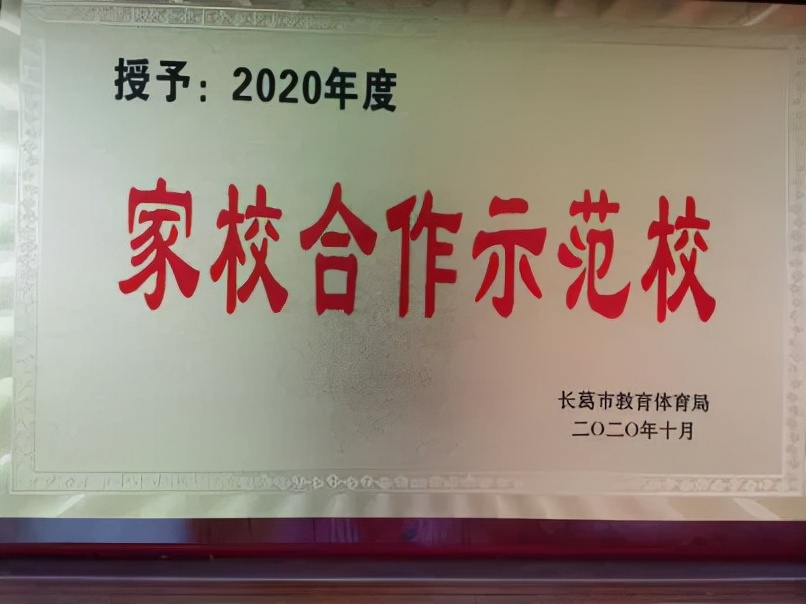 授予：2020年度
家校合作示范校
长葛市教育体育局
二〇二〇年十月